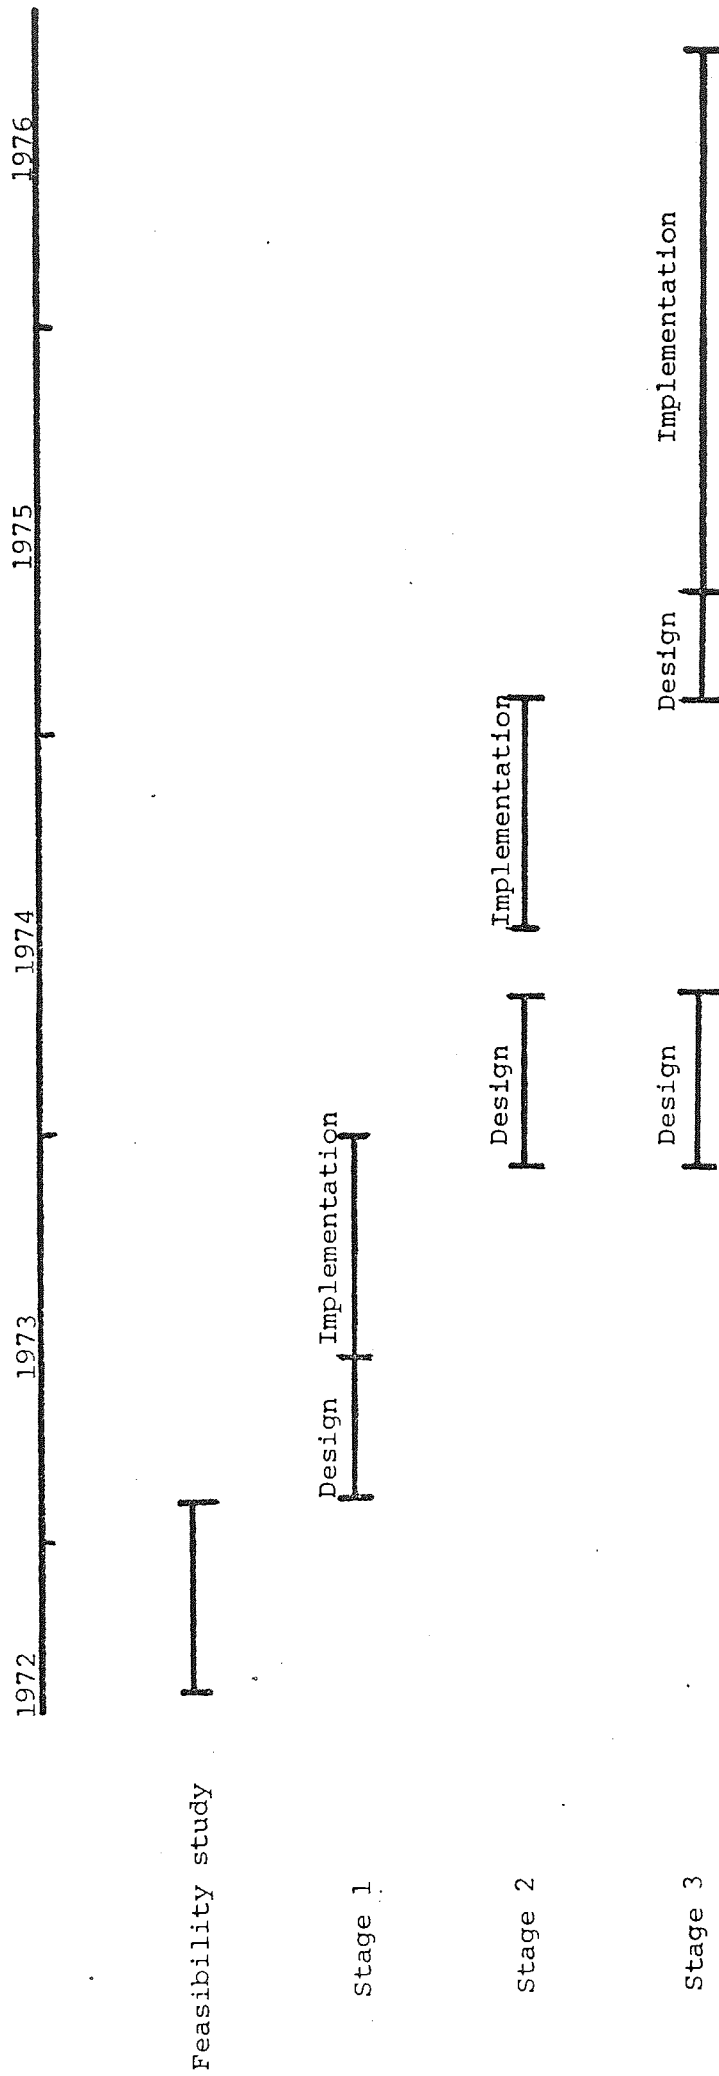 1972 1973 1974 1975 1976
Feasibility study
Design Implementation
Stage 1
Design Implementation
Stage 2
Design Design Implementation
Stage 3